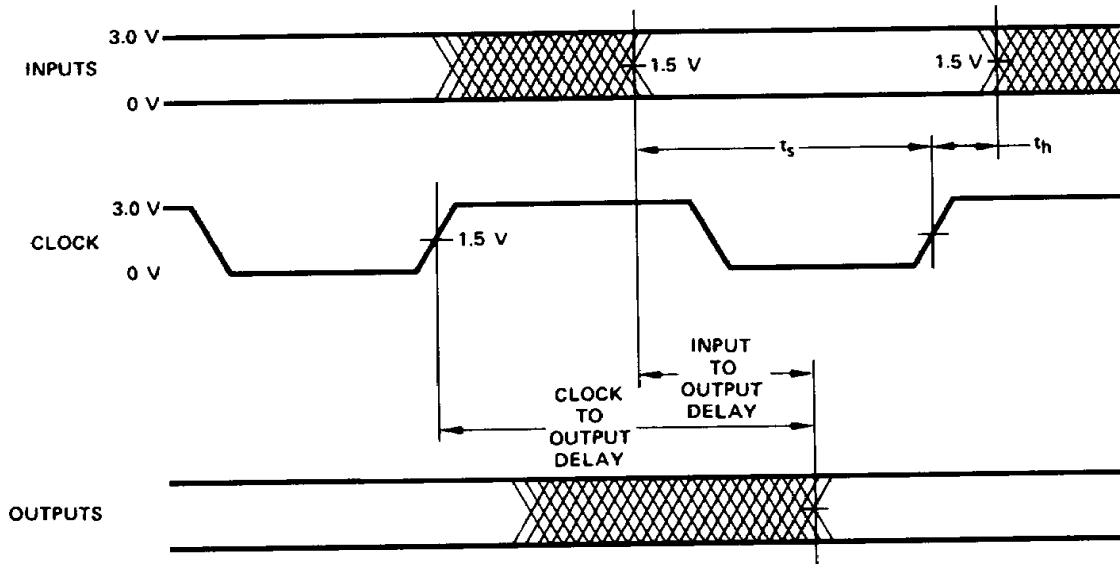 3.0 V
INPUTS
1.5 V
1.5 V
0 V
ts
th
3.0 V
CLOCK
1.5 V
0 V
INPUT
TO
OUTPUT
DELAY
CLOCK
TO
OUTPUT
DELAY
OUTPUTS